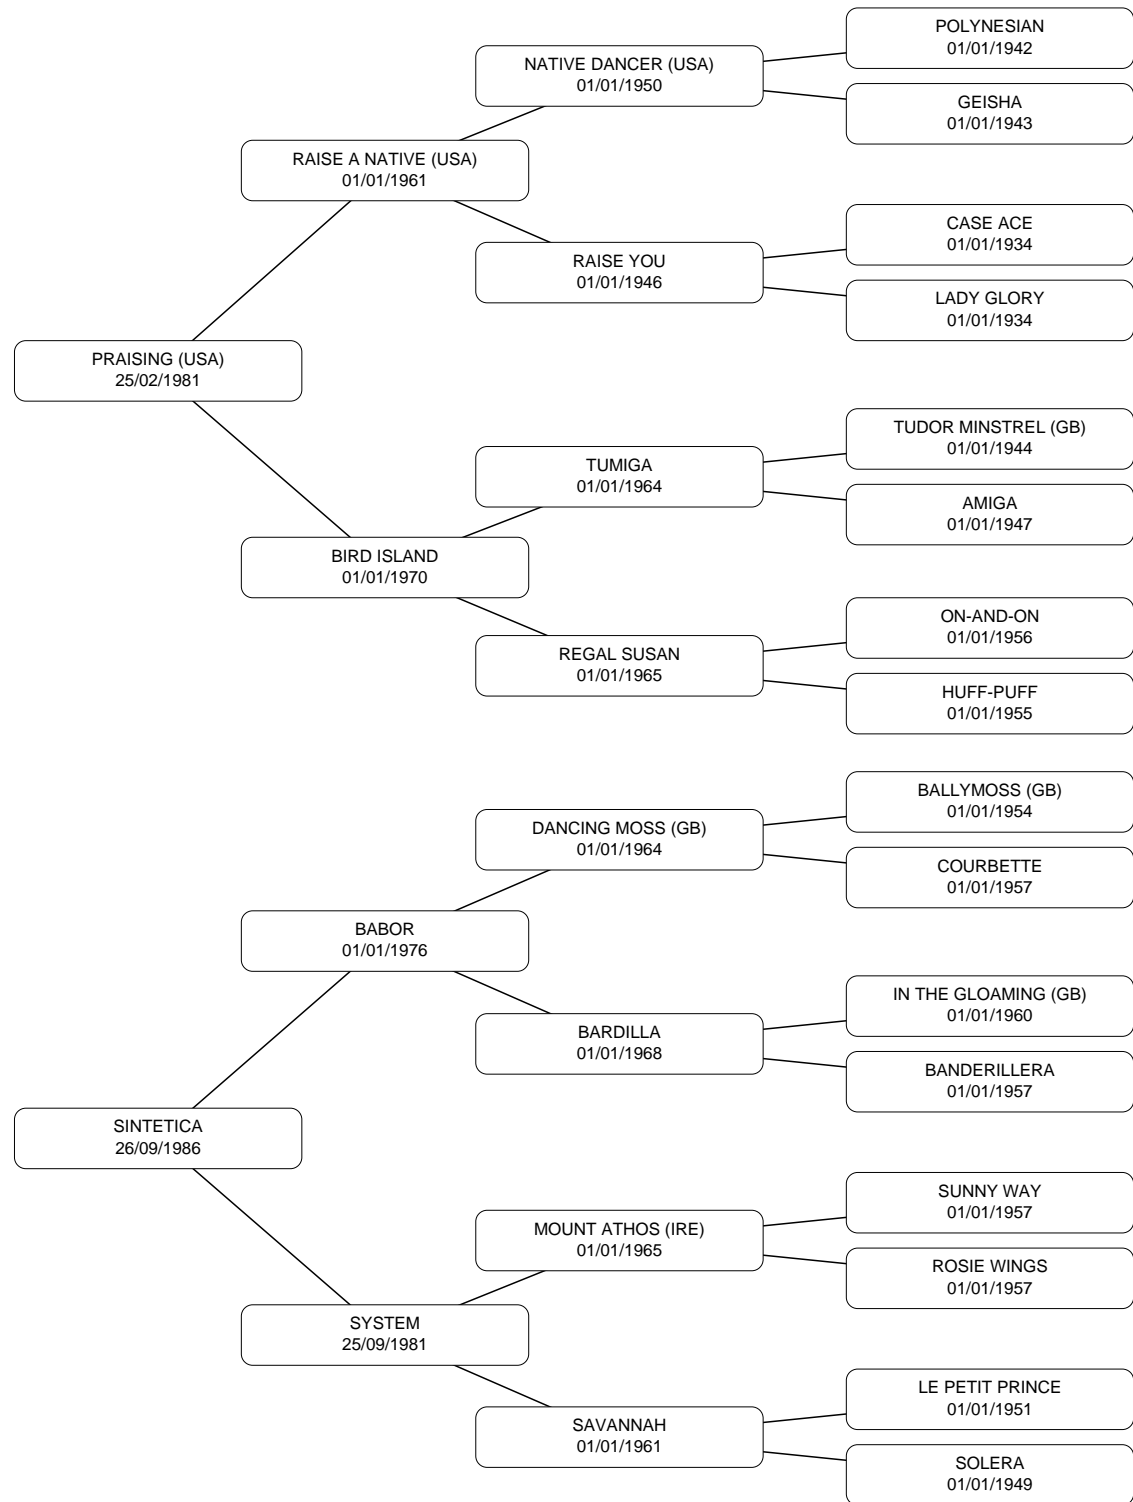 POLYNESIAN
01/01/1942
NATIVE DANCER (USA)
01/01/1950
GEISHA
01/01/1943
RAISE A NATIVE (USA)
01/01/1961
CASE ACE
01/01/1934
RAISE YOU
01/01/1946
LADY GLORY
01/01/1934
PRAISING (USA)
25/02/1981
TUDOR MINSTREL (GB)
01/01/1944
TUMIGA
01/01/1964
AMIGA
01/01/1947
BIRD ISLAND
01/01/1970
ON-AND-ON
01/01/1956
REGAL SUSAN
01/01/1965
HUFF-PUFF
01/01/1955
BALLYMOSS (GB)
01/01/1954
DANCING MOSS (GB)
01/01/1964
COURBETTE
01/01/1957
BABOR
01/01/1976
IN THE GLOAMING (GB)
01/01/1960
BARDILLA
01/01/1968
BANDERILLERA
01/01/1957
SINTETICA
26/09/1986
SUNNY WAY
01/01/1957
MOUNT ATHOS (IRE)
01/01/1965
ROSIE WINGS
01/01/1957
SYSTEM
25/09/1981
LE PETIT PRINCE
01/01/1951
SAVANNAH
01/01/1961
SOLERA
01/01/1949